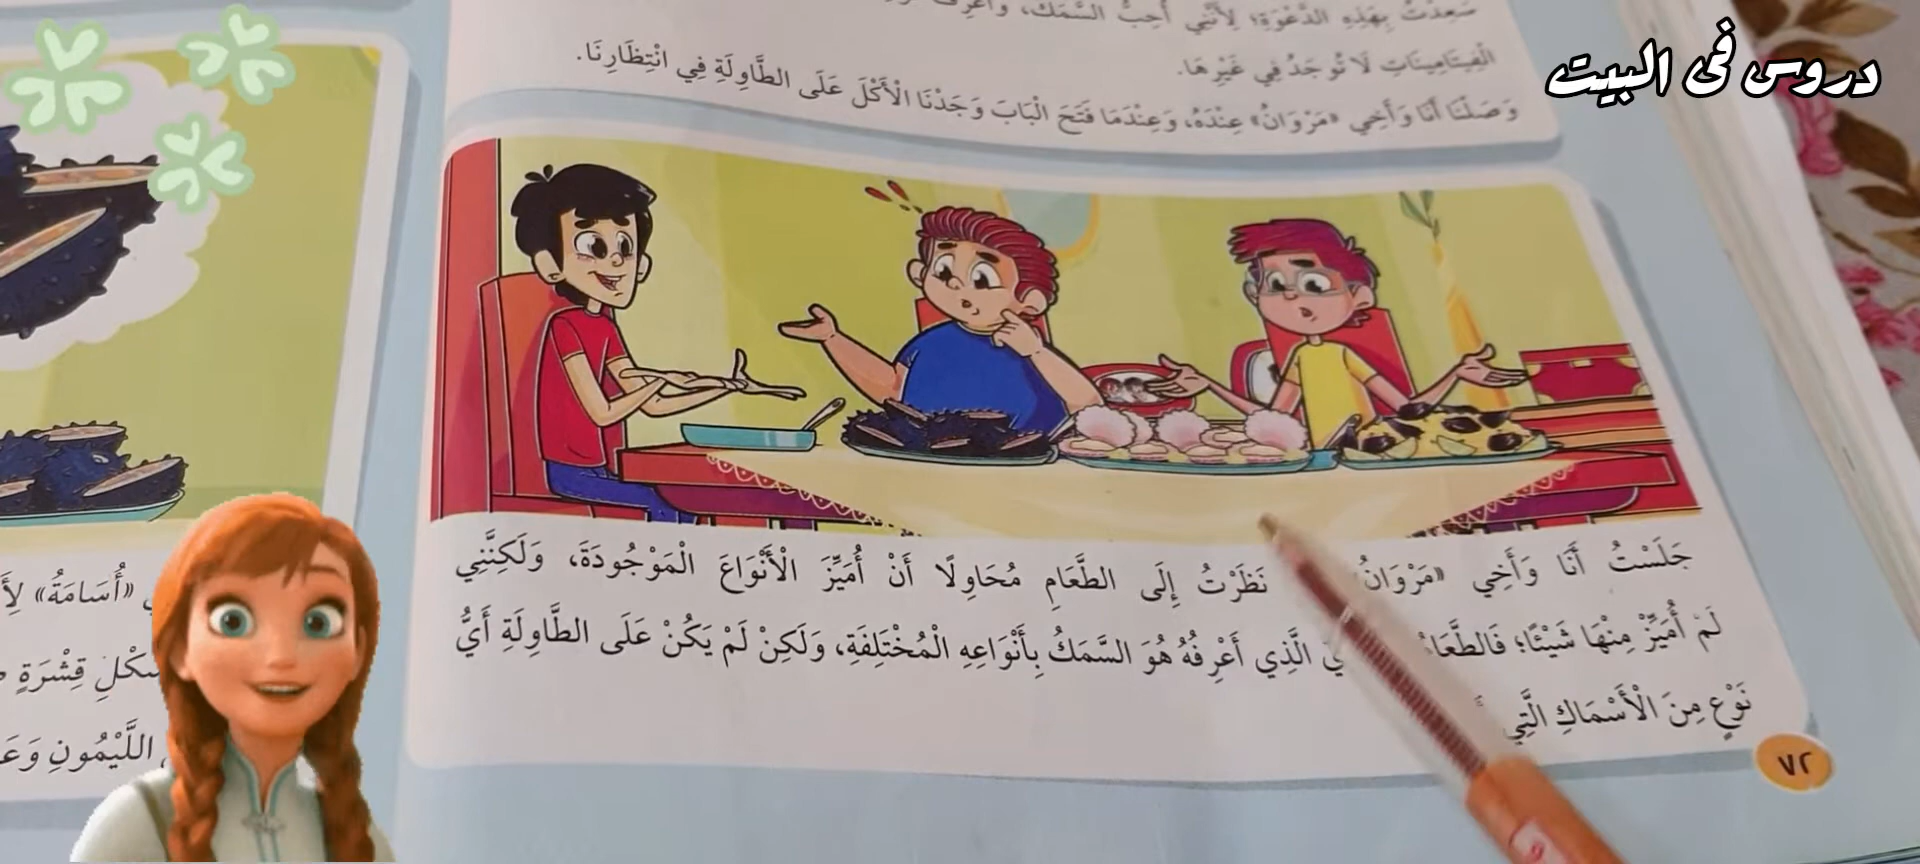 دروس فى البيت
سَعِدْتُ بِهَذِهِ الدَّعْوَةِ؛ لِأَنَّنِي أُحِبُّ السَّمَكَ،
الْفِيتَامِينَاتِ لَا تُوجَدُ فِي غَيْرِهَا.
وَصَلْنَا أَنَا وَأَخِي «مَرْوَانُ» عِنْدَهُ، وَعِنْدَمَا فَتَحَ الْبَابَ وَجَدْنَا الْأَكْلَ عَلَى الطَّاوِلَةِ فِي انْتِظَارِنَا.
جَلَسْتُ أَنَا وَأَخِي «مَرْوَانُ نَظَرْتُ إِلَى الطَّعَامِ مُحَاوِلًا أَنْ أُمَيِّزَ الْأَنْوَاعَ الْمَوْجُودَةَ، وَلَكِنَّنِي
لَمْ أُمَيِّزْ مِنْهَا شَيْئًا؛ الَّذِي أَعْرِفُهُ هُوَ السَّمَكُ بِأَنْوَاعِهِ الْمُخْتَلِفَةِ، وَلَكِنْ لَمْ يَكُنْ عَلَى الطَّاوِلَةِ أَيُّ
نَوْعٍ مِنَ الْأَسْمَاكِ الَّتِي
٧٢
«أُسَامَةُ»
قِشْرَةٍ
اللَّيْمُونِ